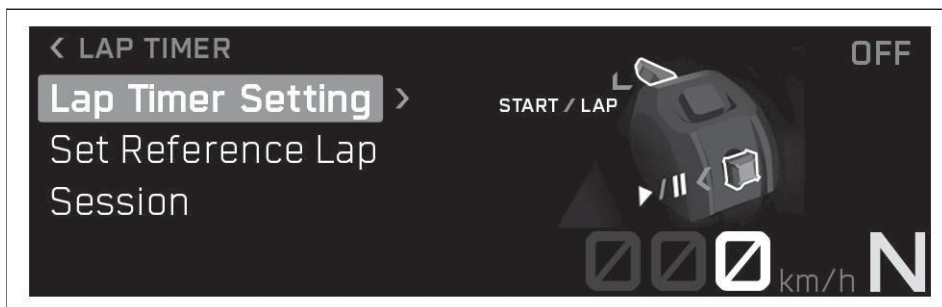 < LAP TIMER
OFF
Lap Timer Setting >
START / LAP
Set Reference Lap
Session
▶/II <
000 km/h N